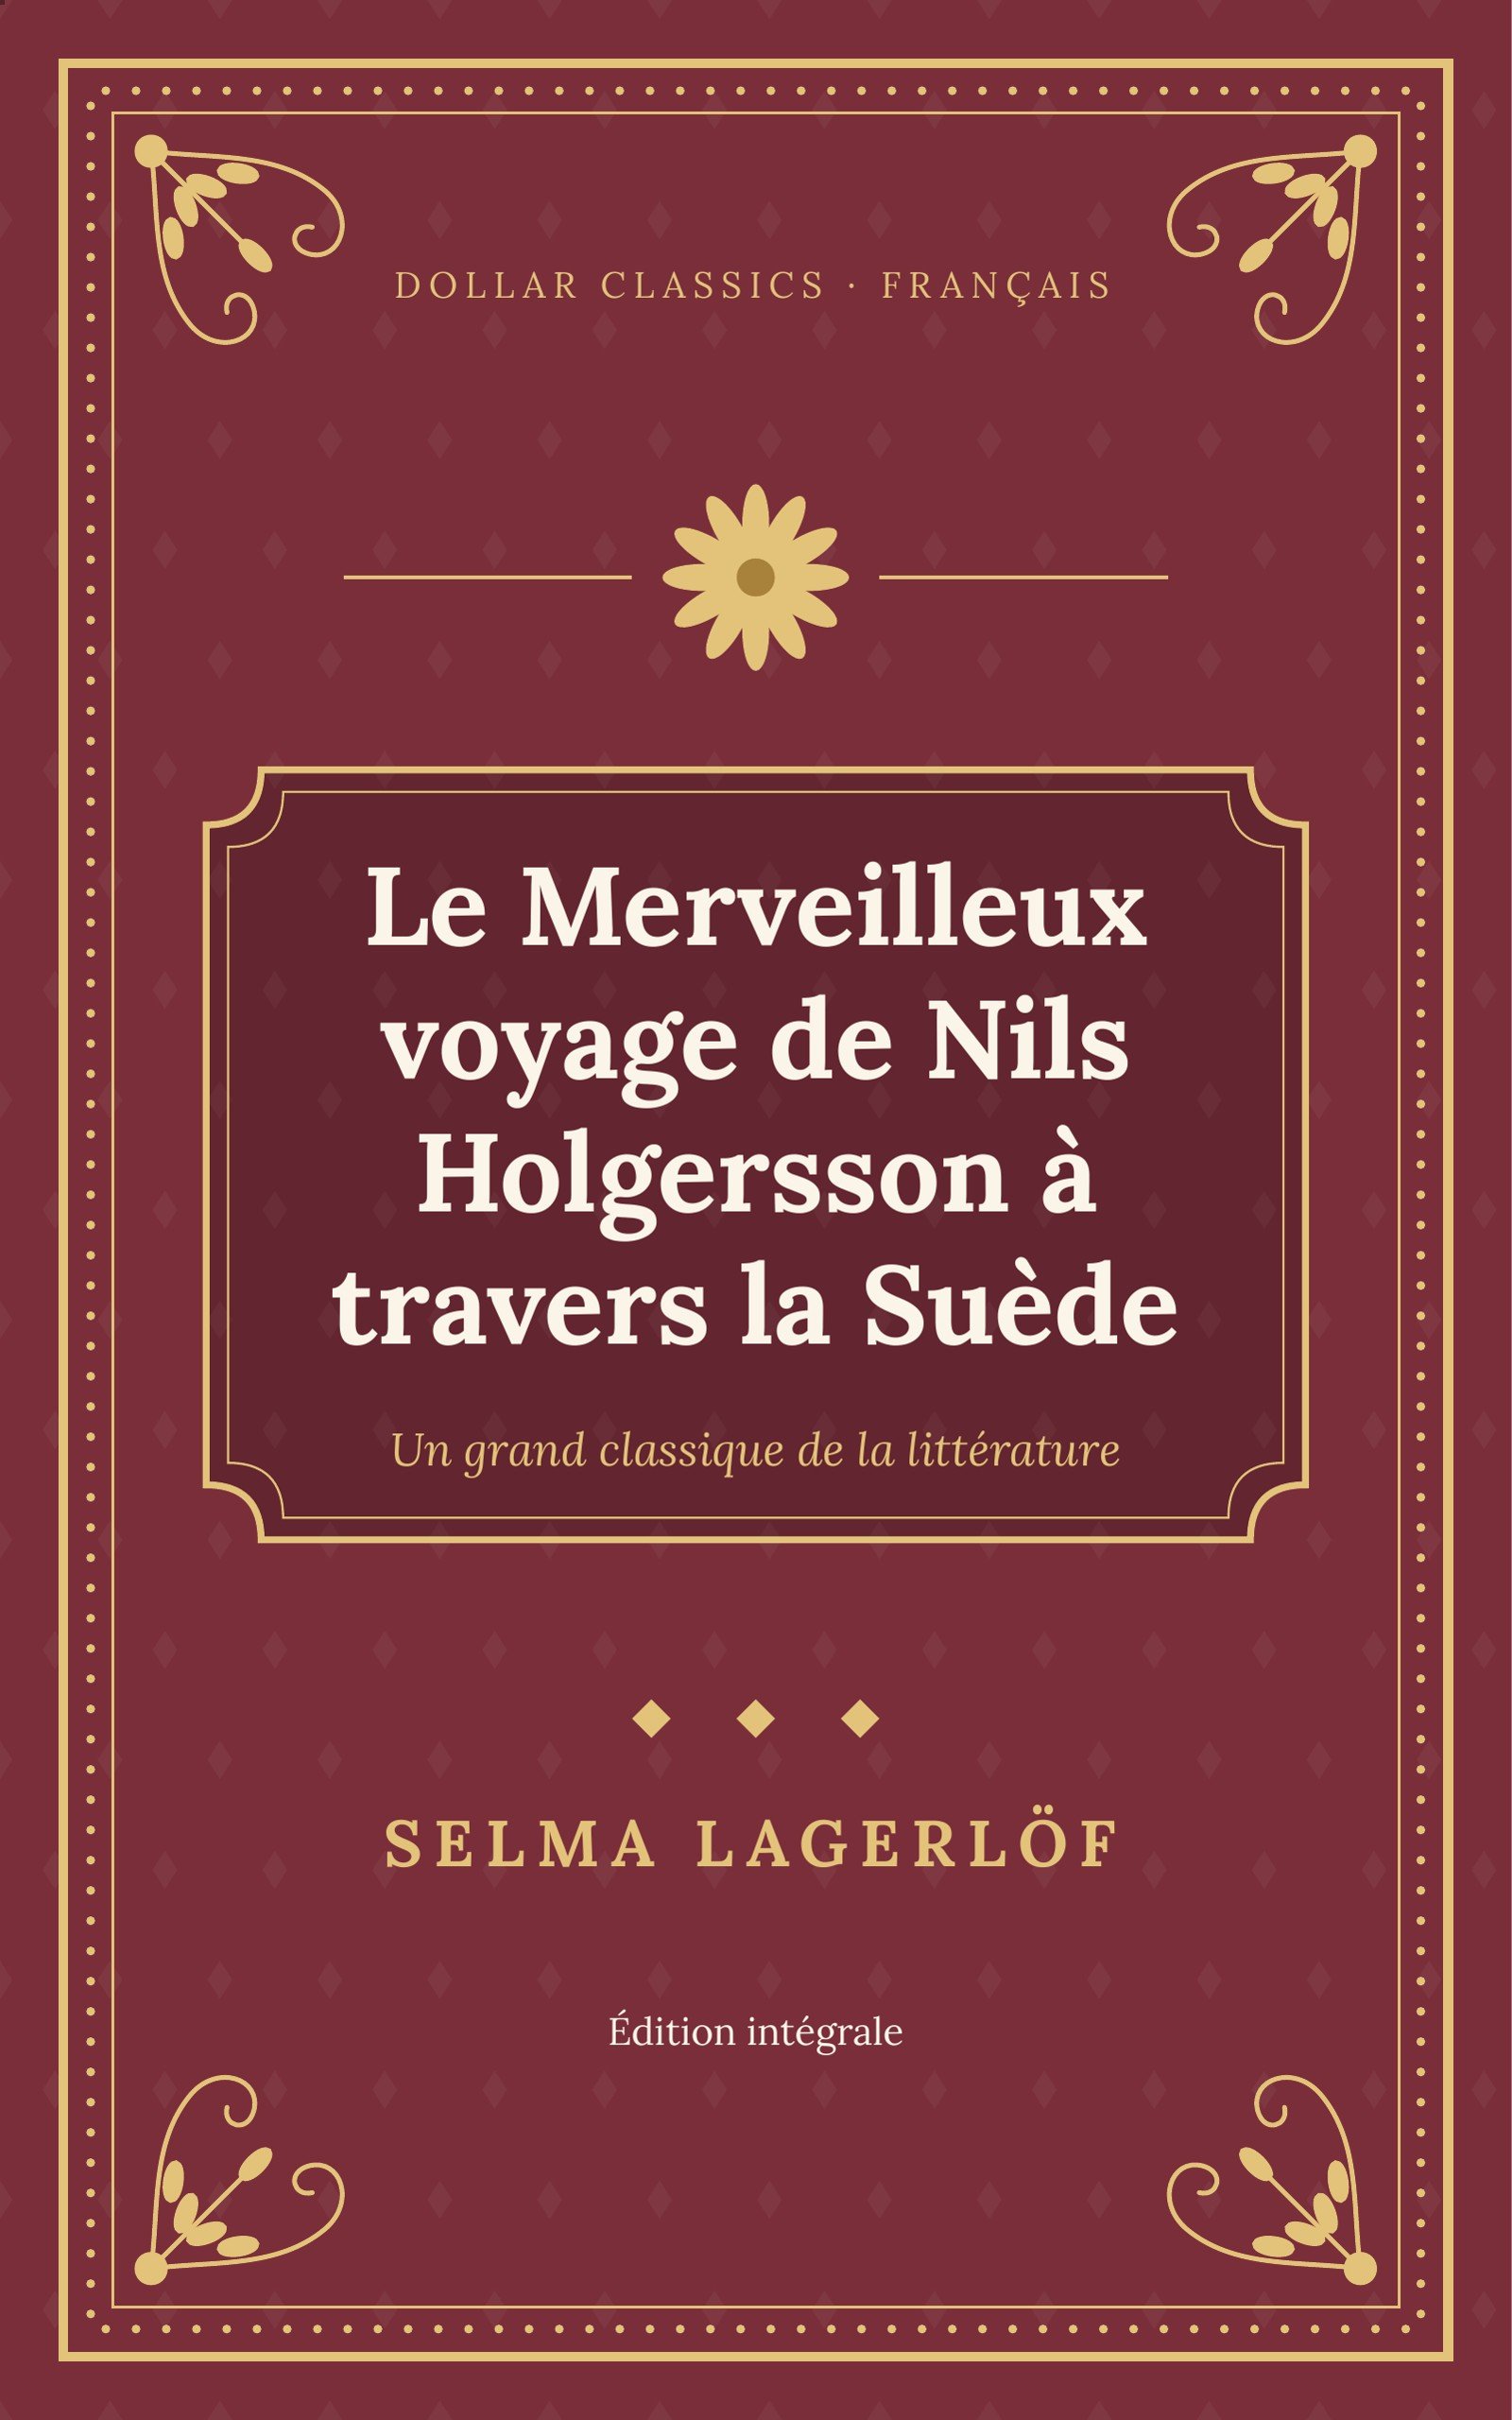 DOLLAR CLASSICS · FRANÇAIS
Le Merveilleux
voyage de Nils
Holgersson à
travers la Suède
Un grand classique de la littérature
SELMA LAGERLÖF
Édition intégrale